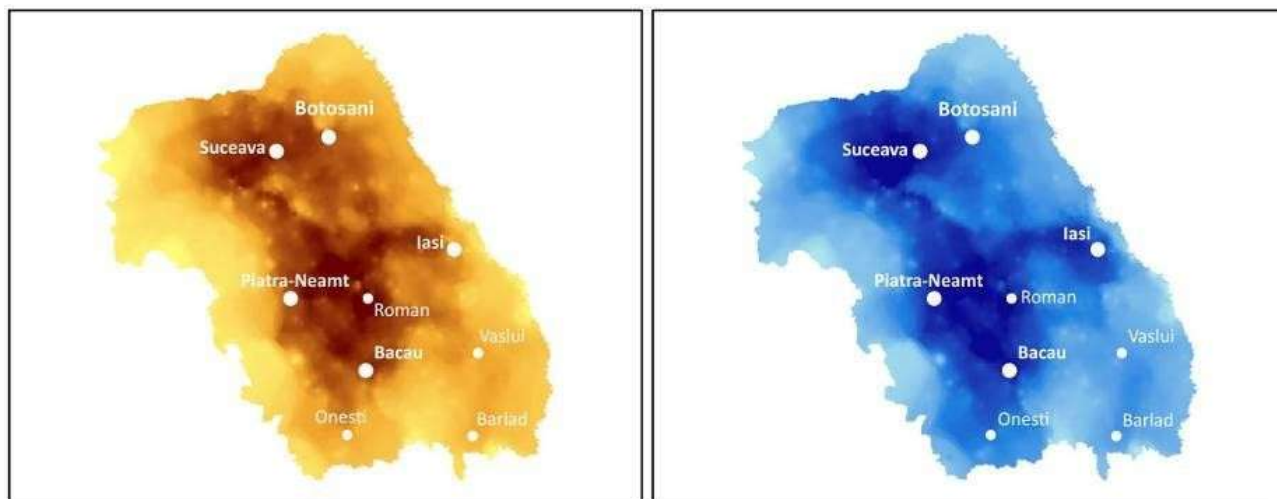 Botosani
Suceava
Iasi
Piatra-Neamt
Roman
Vaslui
Bacau
Onesti
Barlad
Botosani
Suceava
Iasi
Piatra-Neamt
Roman
Vaslui
Bacau
Onesti
Barlad